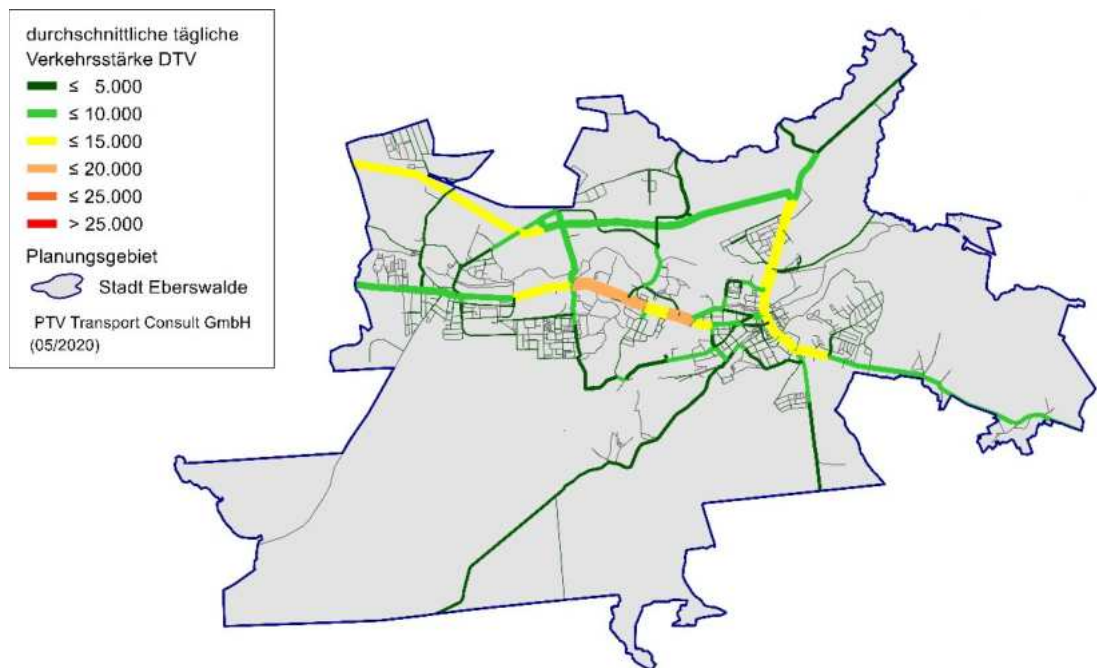 durchschnittliche tägliche
Verkehrsstärke DTV
≤ 5.000
≤ 10.000
≤ 15.000
≤ 20.000
≤ 25.000
> 25.000
Planungsgebiet
Stadt Eberswalde
PTV Transport Consult GmbH
(05/2020)